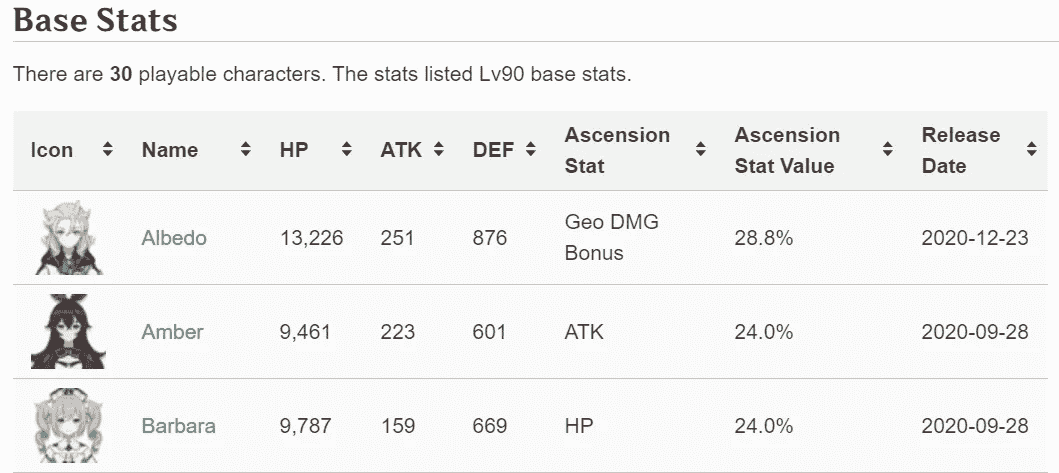 Base Stats
There are 30 playable characters. The stats listed Lv90 base stats.
Icon Name HP ATK DEF Ascension Stat Ascension Stat Value Release Date
Albedo 13,226 251 876 Geo DMG Bonus 28.8% 2020-12-23
Amber 9,461 223 601 ATK 24.0% 2020-09-28
Barbara 9,787 159 669 HP 24.0% 2020-09-28